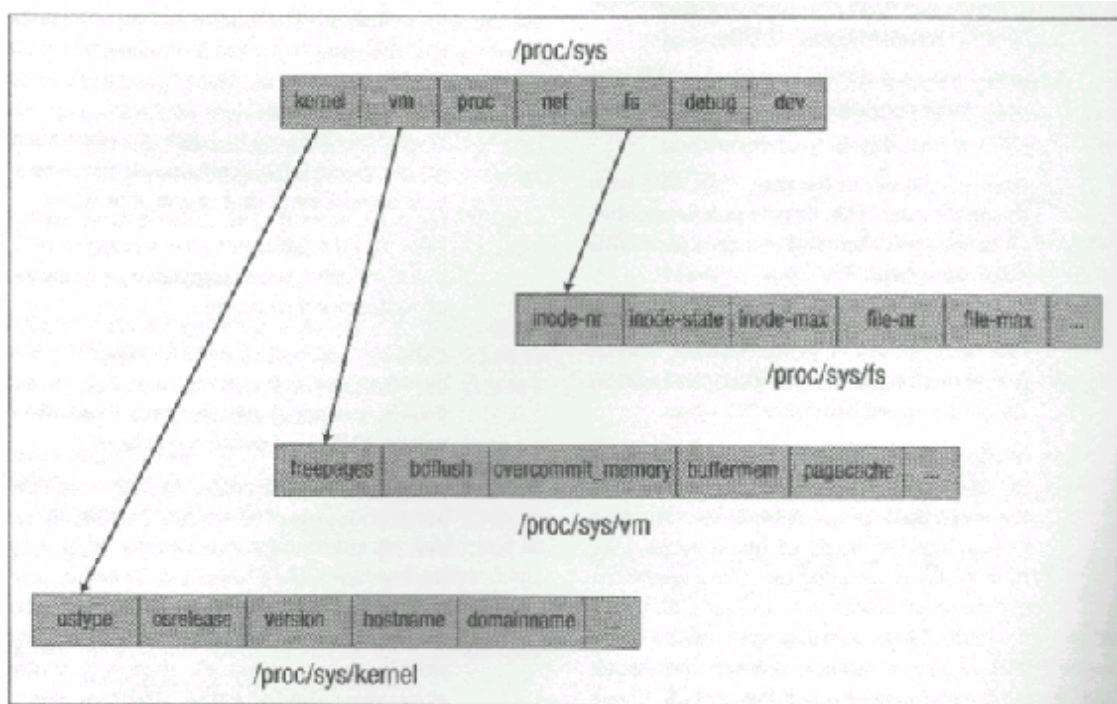 /proc/sys
kernel vm proc net fs debug dev
inode-nr inode-state inode-max file-nr file-max ...
/proc/sys/fs
freepages bdflush overcommit_memory buffermem pagecache ...
/proc/sys/vm
ostype osrelease version hostname domainname ...
/proc/sys/kernel